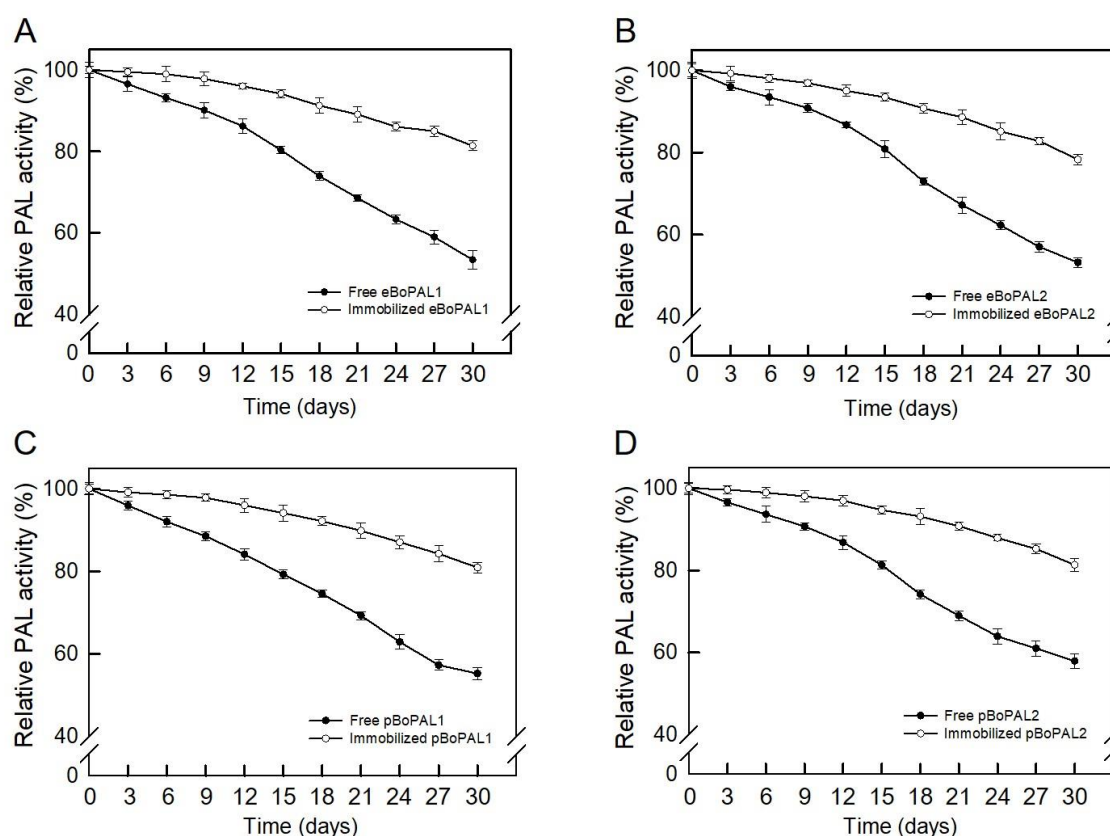 A
Relative PAL activity (%)
100
80
60
40
0
Free eBoPAL1
Immobilized eBoPAL1
0 3 6 9 12 15 18 21 24 27 30
Time (days)
B
Relative PAL activity (%)
100
80
60
40
0
Free eBoPAL2
Immobilized eBoPAL2
0 3 6 9 12 15 18 21 24 27 30
Time (days)
C
Relative PAL activity (%)
100
80
60
40
0
Free pBoPAL1
Immobilized pBoPAL1
0 3 6 9 12 15 18 21 24 27 30
Time (days)
D
Relative PAL activity (%)
100
80
60
40
0
Free pBoPAL2
Immobilized pBoPAL2
0 3 6 9 12 15 18 21 24 27 30
Time (days)